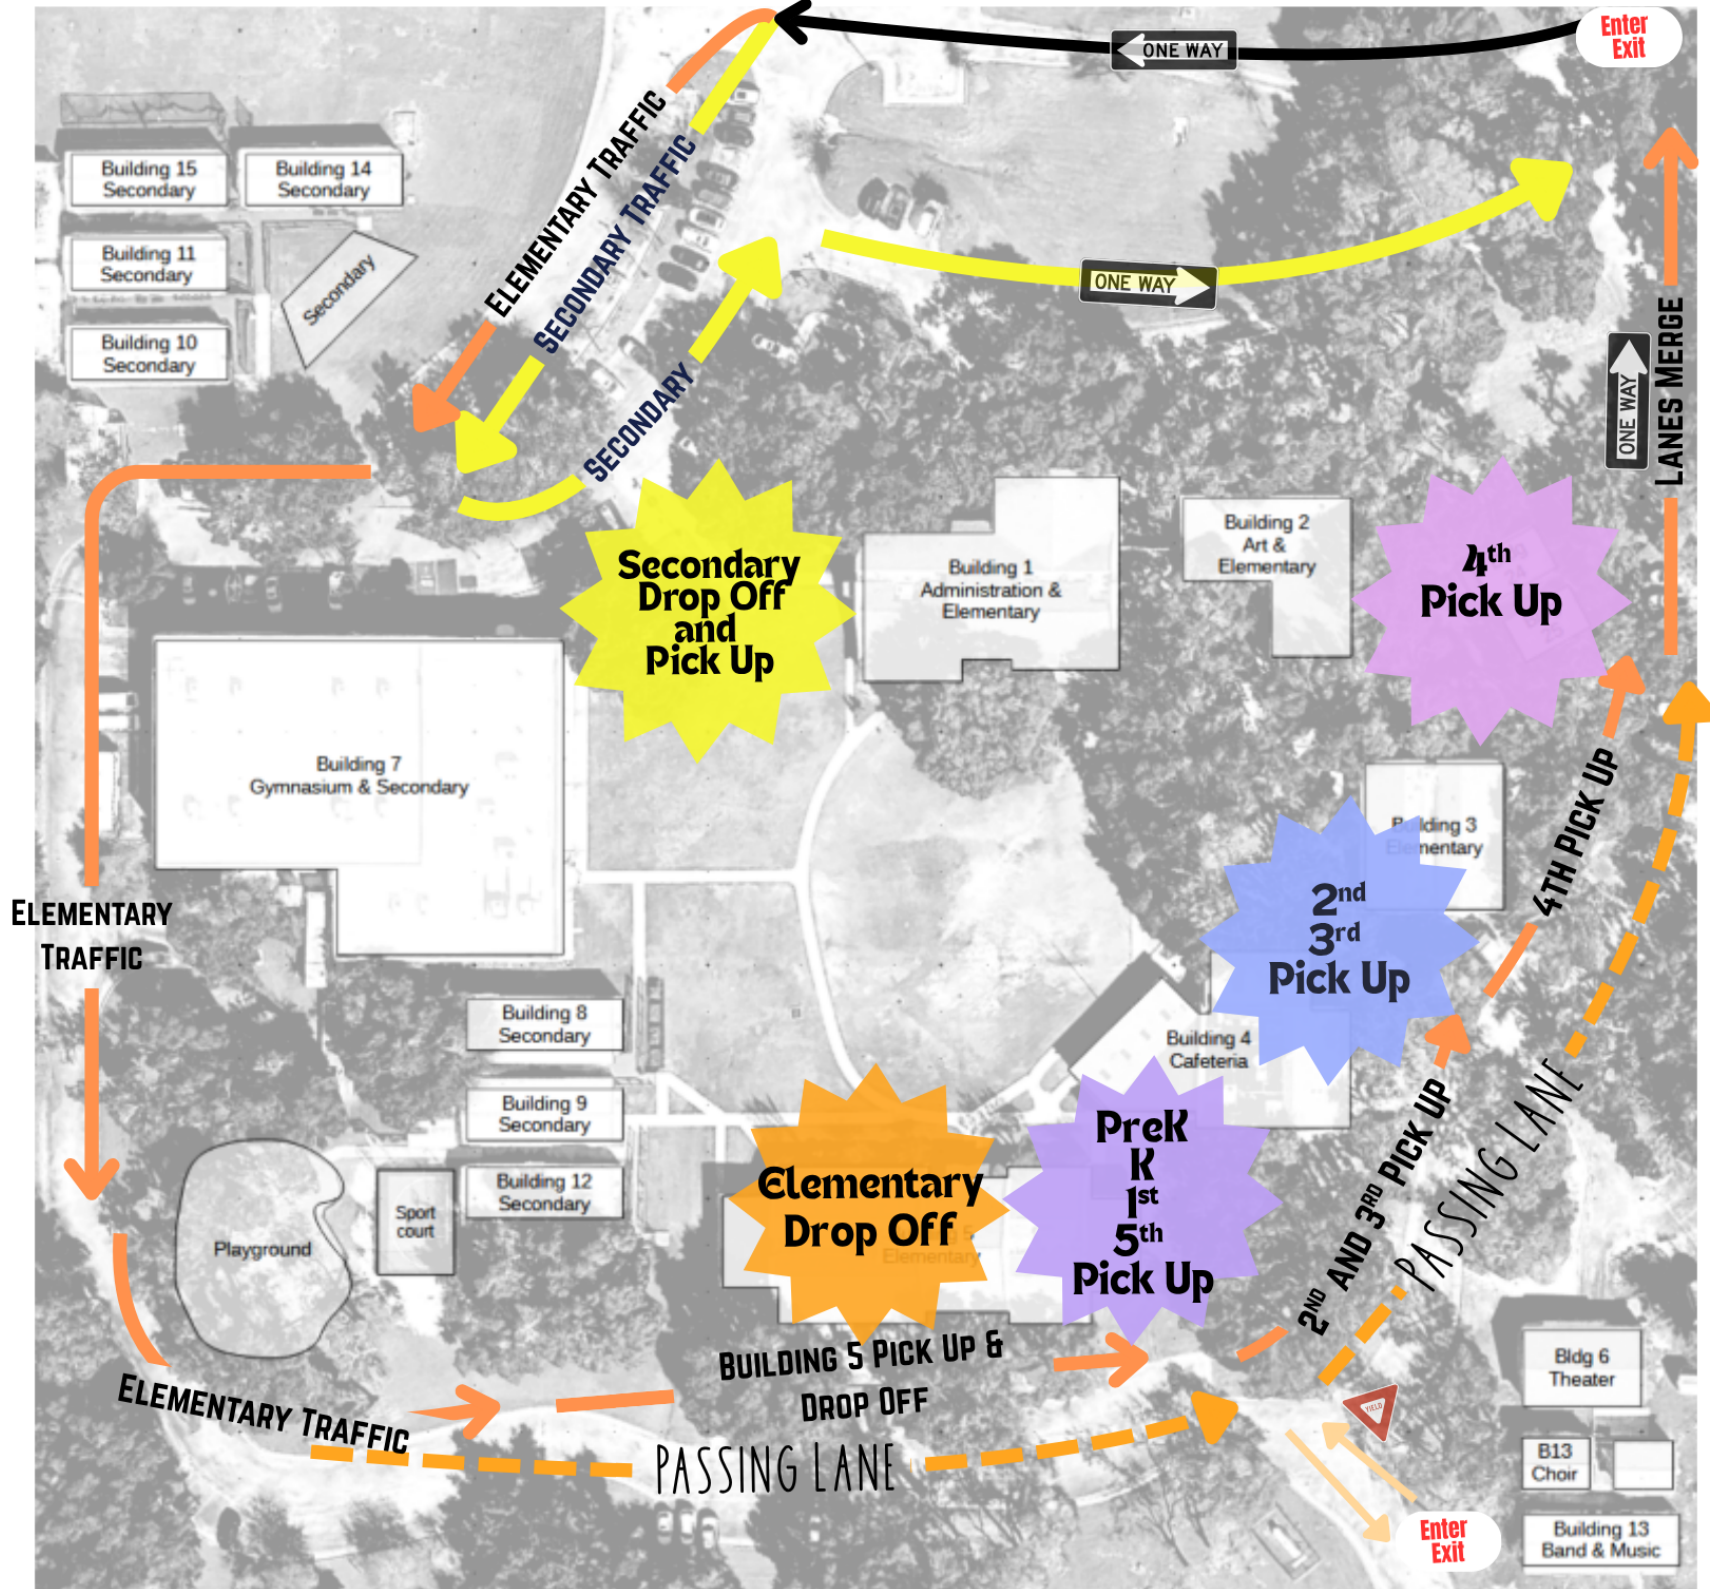 Enter
Exit
ONE WAY
ELEMENTARY TRAFFIC
SECONDARY TRAFFIC
Building 15
Secondary
Building 14
Secondary
Building 11
Secondary
Secondary
Building 10
Secondary
ONE WAY
SECONDARY
ONE WAY
LANES MERGE
Secondary
Drop Off
and
Pick Up
Building 1
Administration &
Elementary
Building 2
Art &
Elementary
4th
Pick Up
Building 7
Gymnasium & Secondary
4TH PICK UP
Building 3
Elementary
2nd
3rd
Pick Up
ELEMENTARY
TRAFFIC
Building 8
Secondary
Building 4
Cafeteria
Building 9
Secondary
Building 12
Secondary
Sport
court
Playground
Elementary
Drop Off
Elementary
PreK
K
1st
5th
Pick Up
2ND AND 3RD PICK UP
PASSING LANE
BUILDING 5 PICK UP &
DROP OFF
ELEMENTARY TRAFFIC
PASSING LANE
YIELD
Bldg 6
Theater
B13
Choir
Enter
Exit
Building 13
Band & Music